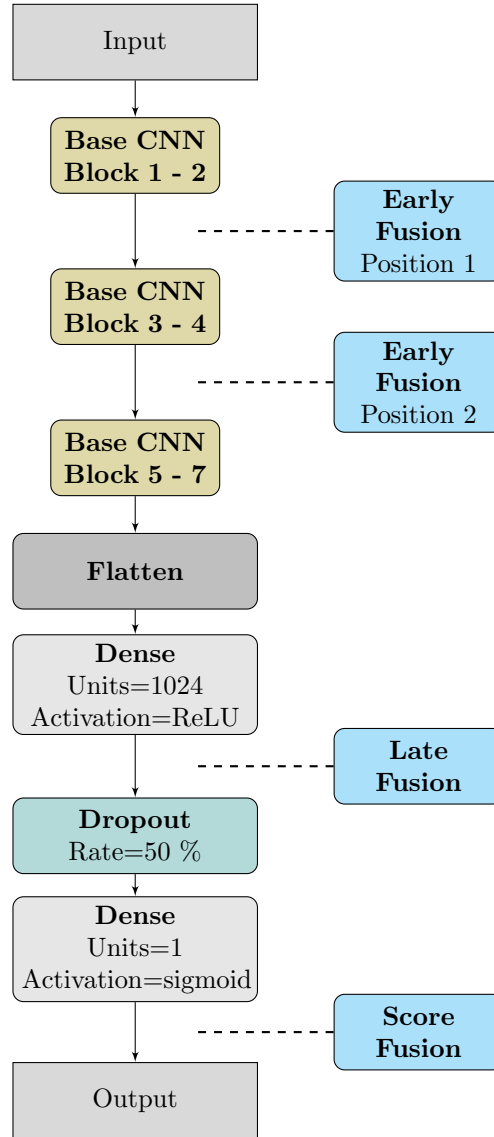 Input
Base CNN
Block 1 - 2
Early
Fusion
Position 1
Base CNN
Block 3 - 4
Early
Fusion
Position 2
Base CNN
Block 5 - 7
Flatten
Dense
Units=1024
Activation=ReLU
Late
Fusion
Dropout
Rate=50 %
Dense
Units=1
Activation=sigmoid
Score
Fusion
Output